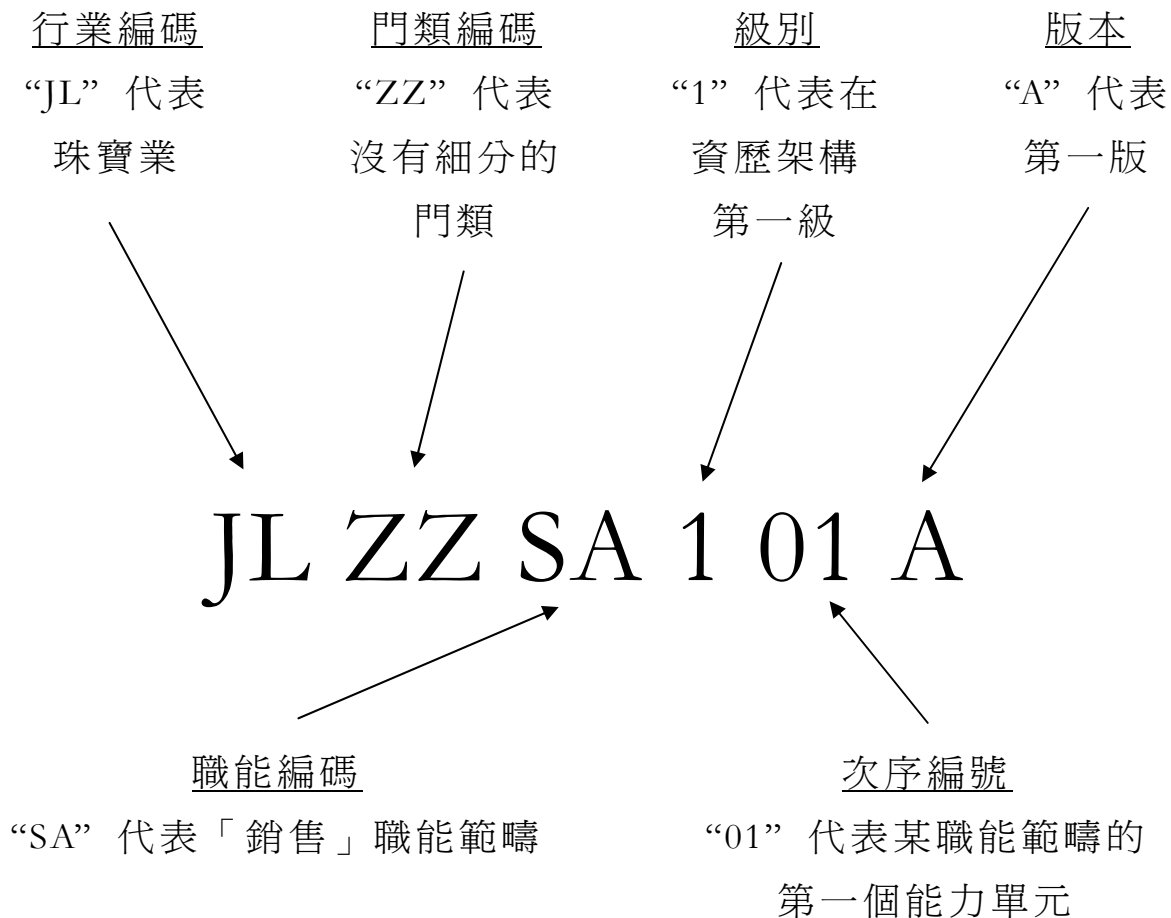 行業編碼
“JL” 代表
珠寶業
門類編碼
“ZZ” 代表
沒有細分的
門類
級別
“1” 代表在
資歷架構
第一級
版本
“A” 代表
第一版
JL ZZ SA 1 01 A
職能編碼
“SA” 代表「銷售」職能範疇
次序編號
“01” 代表某職能範疇的
第一個能力單元